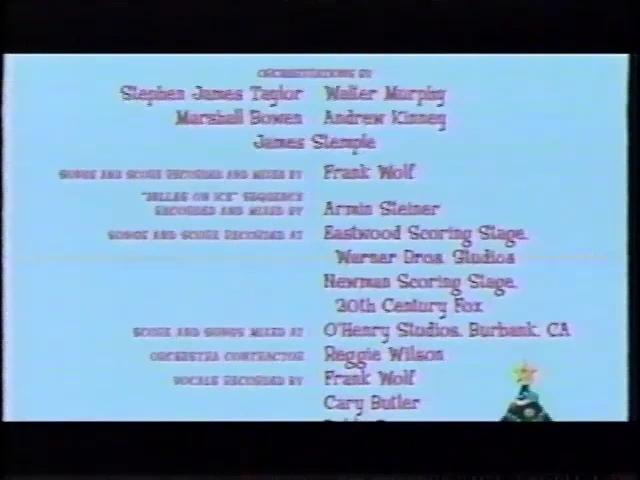 ORCHESTRATIONS BY
Stephen James Taylor Walter Murphy
Marshall Bowen Andrew Kinney
James Stemple
SONGS AND SCORE RECORDED AND MIXED BY Frank Wolf
"BELLES ON ICE" SEQUENCE
RECORDED AND MIXED BY Armin Steiner
SONGS AND SCORE RECORDED AT Eastwood Scoring Stage,
Warner Bros. Studios
Newman Scoring Stage,
20th Century Fox
SCORE AND SONGS MIXED AT O'Henry Studios, Burbank, CA
ORCHESTRA CONTRACTOR Reggie Wilson
VOCALS RECORDED BY Frank Wolf
Cary Butler